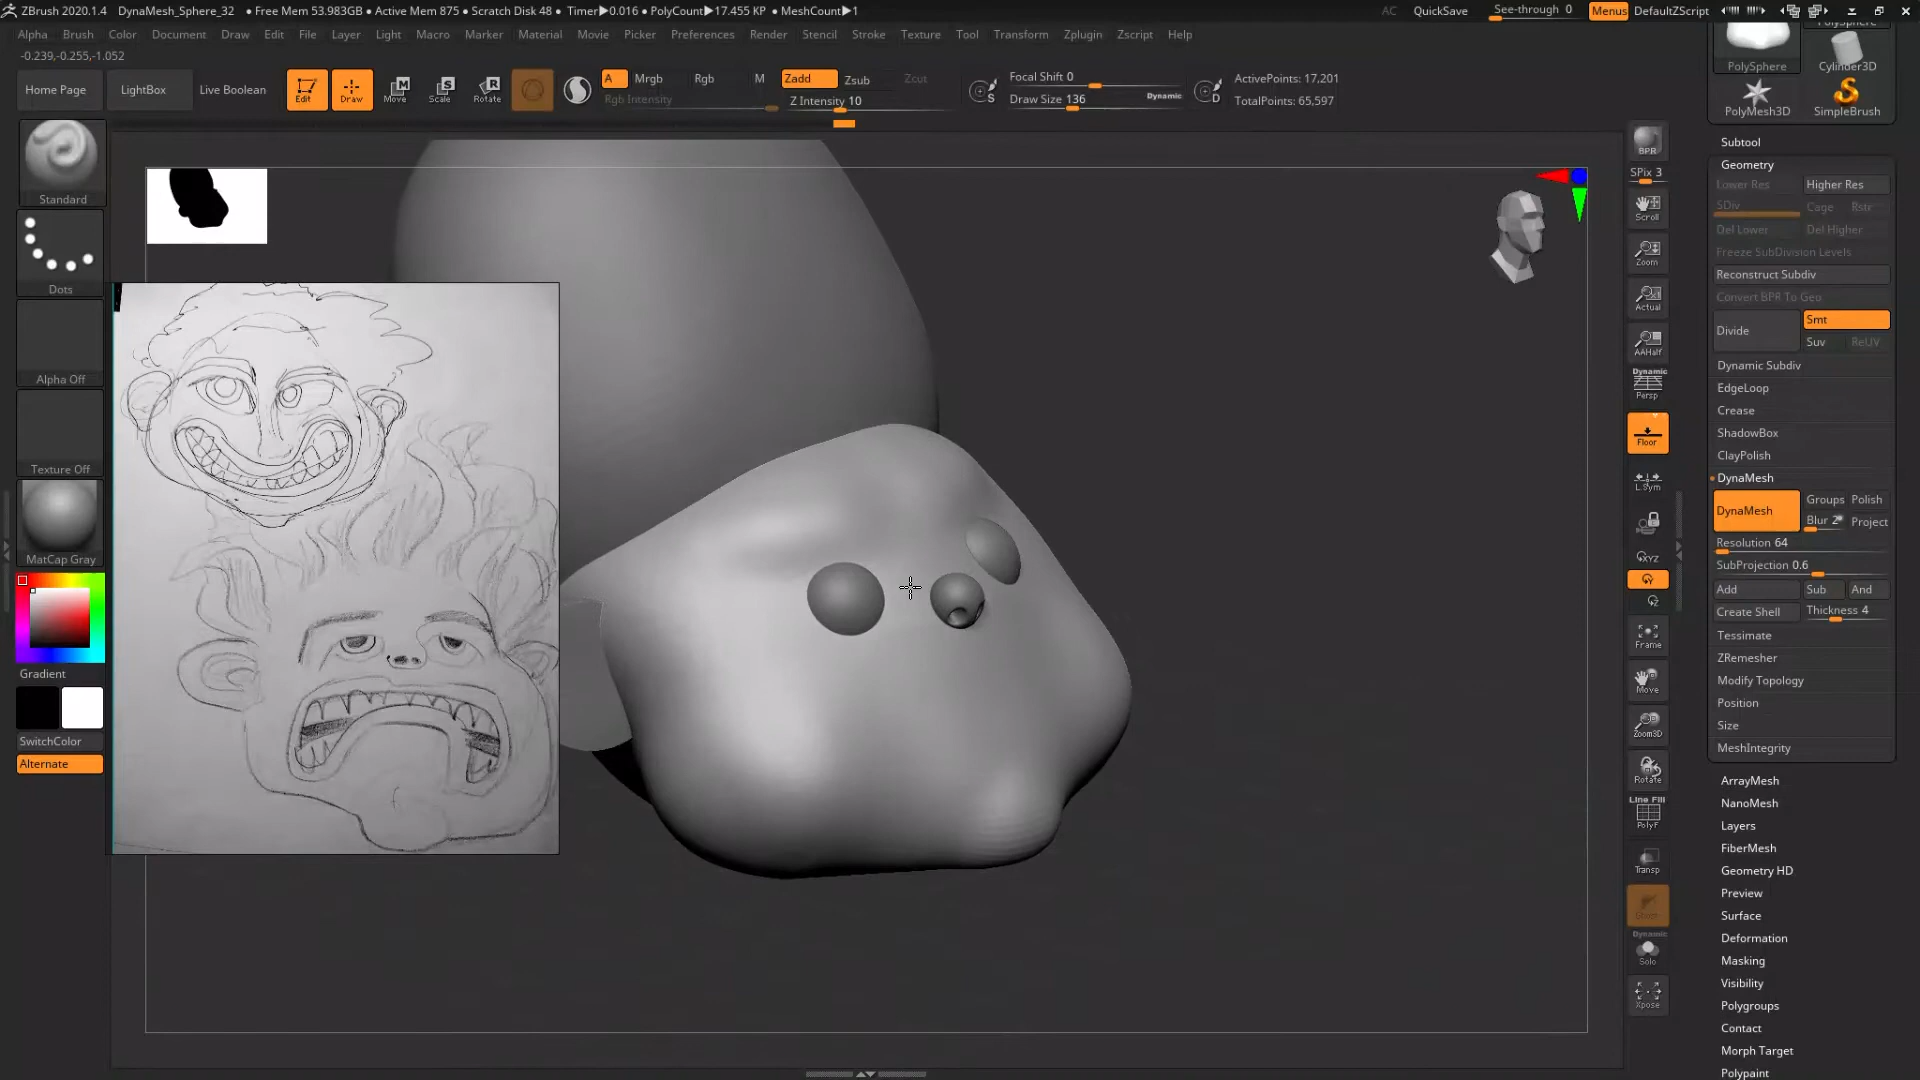 ZBrush 2020.1.4 DynaMesh_Sphere_32 • Free Mem 53.983GB • Active Mem 875 • Scratch Disk 48 • Timer▶0.016 • PolyCount▶17.455 KP • MeshCount▶1 AC QuickSave See-through 0 Menus DefaultZScript
Alpha Brush Color Document Draw Edit File Layer Light Macro Marker Material Movie Picker Preferences Render Stencil Stroke Texture Tool Transform Zplugin Zscript Help
-0.239,-0.255,-1.052
Home Page LightBox Live Boolean Edit Draw Move Scale Rotate
A Mrgb Rgb M Zadd Zsub Zcut
Rgb Intensity Z Intensity 10
S Focal Shift 0
Draw Size 136 Dynamic D
ActivePoints: 17,201
TotalPoints: 65,597
Standard
Dots
Alpha Off
Texture Off
MatCap Gray
Gradient
SwitchColor
Alternate
BPR
SPix 3
Scroll
Zoom
Actual
AAHalf
Dynamic
Persp
Floor
L.Sym
XYZ
Y
Z
Frame
Move
Zoom3D
Rotate
Line Fill
PolyF
Transp
Dynamic
Solo
Xpose
PolySphere Cylinder3D
PolyMesh3D SimpleBrush
Subtool
Geometry
Lower Res Higher Res
SDiv Cage Rstr
Del Lower Del Higher
Freeze SubDivision Levels
Reconstruct Subdiv
Convert BPR To Geo
Divide Smt
Suv ReUV
Dynamic Subdiv
EdgeLoop
Crease
ShadowBox
ClayPolish
DynaMesh
DynaMesh Groups Polish
Blur 2 Project
Resolution 64
SubProjection 0.6
Add Sub And
Create Shell Thickness 4
Tessimate
ZRemesher
Modify Topology
Position
Size
MeshIntegrity
ArrayMesh
NanoMesh
Layers
FiberMesh
Geometry HD
Preview
Surface
Deformation
Masking
Visibility
Polygroups
Contact
Morph Target
Polypaint